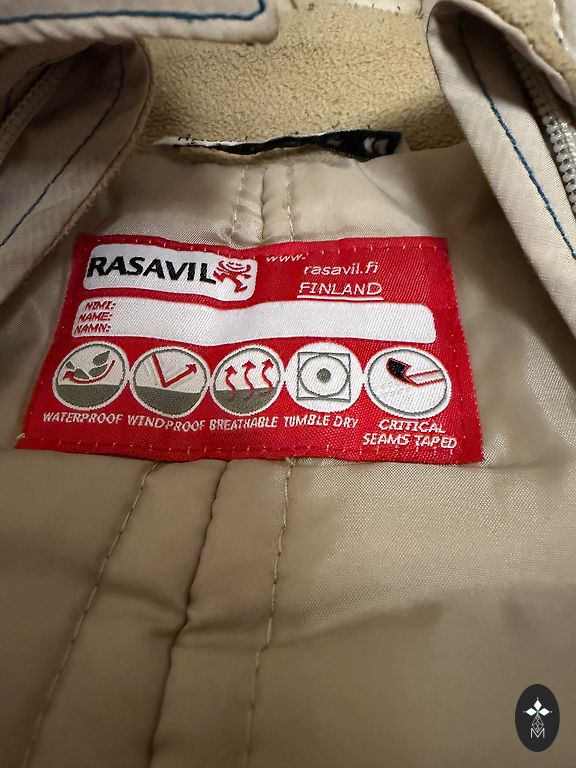 RASAVIL
www.
rasavil.fi
FINLAND
NIMI:
NAME:
NAMN:
WATERPROOF WINDPROOF BREATHABLE TUMBLE DRY CRITICAL
SEAMS TAPED
M